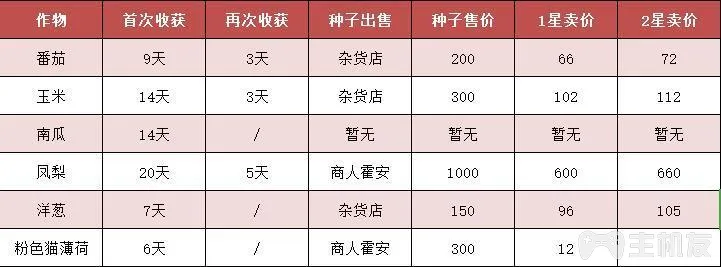 作物 首次收获 再次收获 种子出售 种子售价 1星卖价 2星卖价
番茄 9天 3天 杂货店 200 66 72
玉米 14天 3天 杂货店 300 102 112
南瓜 14天 / 暂无 暂无 暂无 暂无
凤梨 20天 5天 商人霍安 1000 600 660
洋葱 7天 / 杂货店 150 96 105
粉色猫薄荷 6天 / 商人霍安 300 12
主机友